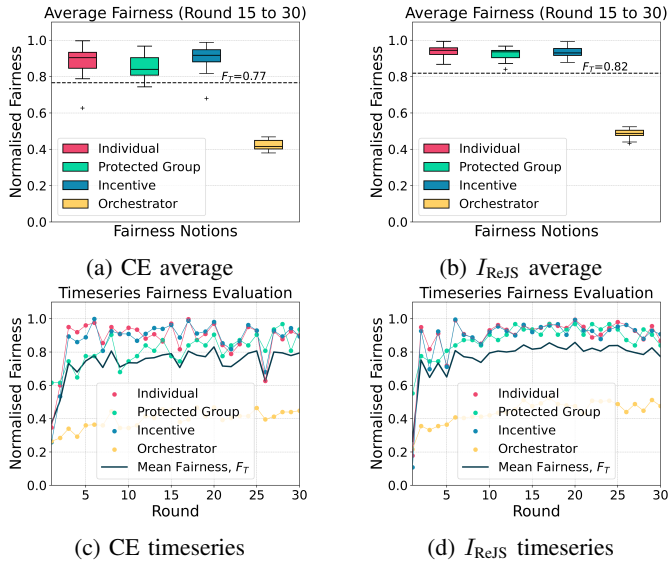 Average Fairness (Round 15 to 30)
Normalised Fairness
1.0
0.8
0.6
0.4
0.2
0.0
F_T=0.77
Individual
Protected Group
Incentive
Orchestrator
Fairness Notions
(a) CE average
Average Fairness (Round 15 to 30)
Normalised Fairness
1.0
0.8
0.6
0.4
0.2
0.0
F_T=0.82
Individual
Protected Group
Incentive
Orchestrator
Fairness Notions
(b) I_ReJS average
Timeseries Fairness Evaluation
Normalised Fairness
1.0
0.8
0.6
0.4
0.2
0.0
Individual
Protected Group
Incentive
Orchestrator
Mean Fairness, F_T
5 10 15 20 25 30
Round
(c) CE timeseries
Timeseries Fairness Evaluation
Normalised Fairness
1.0
0.8
0.6
0.4
0.2
0.0
Individual
Protected Group
Incentive
Orchestrator
Mean Fairness, F_T
5 10 15 20 25 30
Round
(d) I_ReJS timeseries